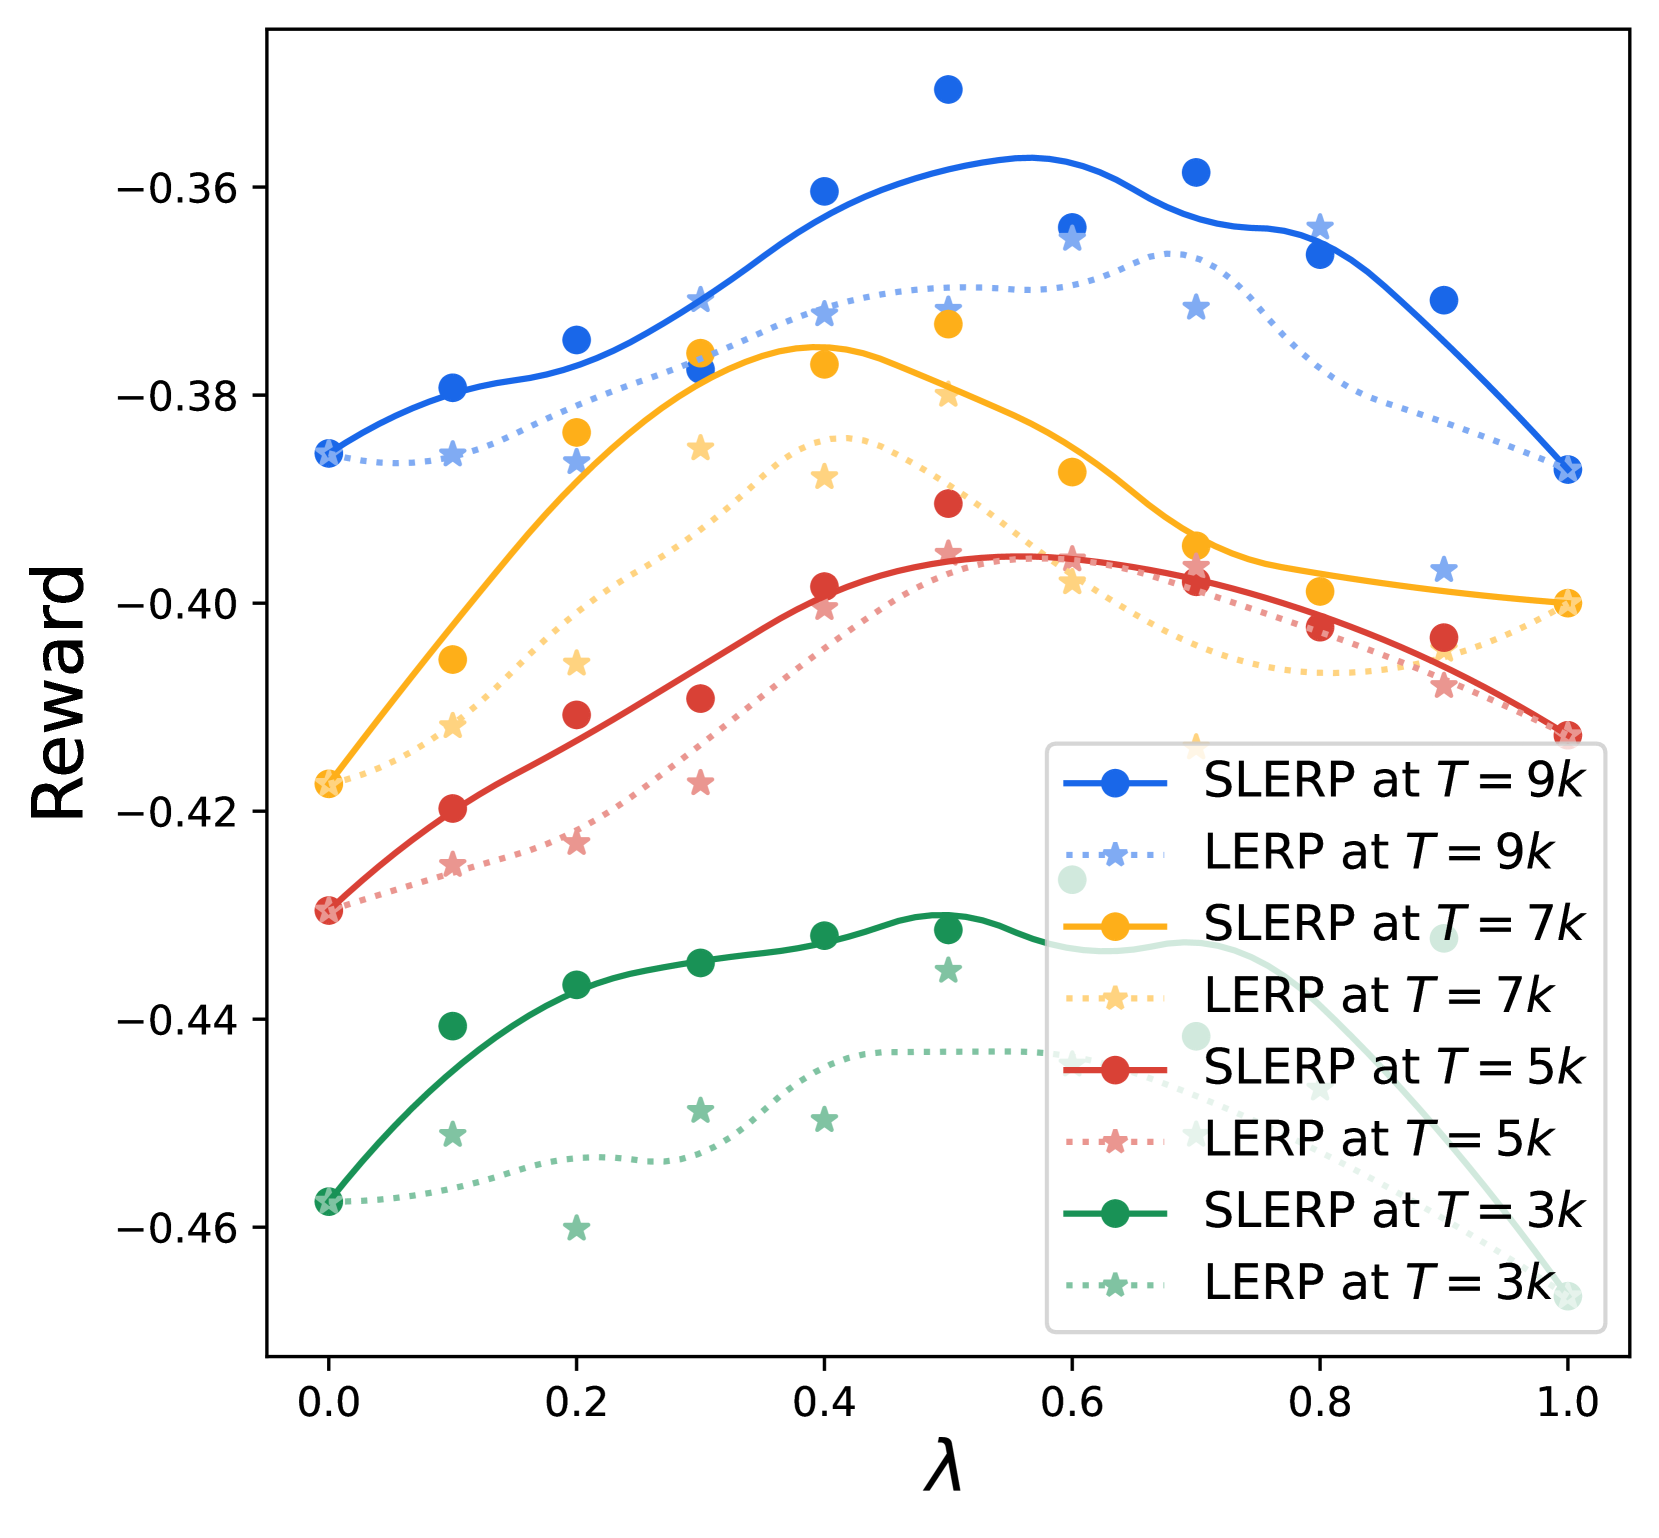 Reward
−0.36
−0.38
−0.40
−0.42
−0.44
−0.46
SLERP at T = 9k
LERP at T = 9k
SLERP at T = 7k
LERP at T = 7k
SLERP at T = 5k
LERP at T = 5k
SLERP at T = 3k
LERP at T = 3k
0.0 0.2 0.4 0.6 0.8 1.0
λ